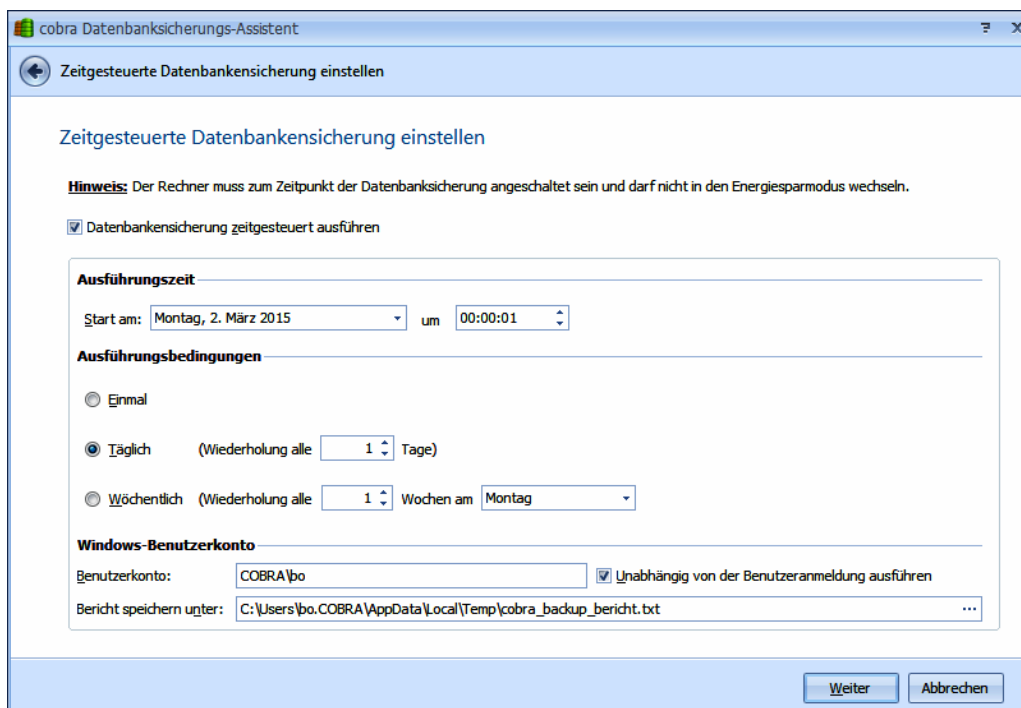 cobra Datenbanksicherungs-Assistent
Zeitgesteuerte Datenbankensicherung einstellen
Zeitgesteuerte Datenbankensicherung einstellen
Hinweis: Der Rechner muss zum Zeitpunkt der Datenbanksicherung angeschaltet sein und darf nicht in den Energiesparmodus wechseln.
Datenbankensicherung zeitgesteuert ausführen
Ausführungszeit
Start am: Montag, 2. März 2015 um 00:00:01
Ausführungsbedingungen
Einmal
Täglich (Wiederholung alle 1 Tage)
Wöchentlich (Wiederholung alle 1 Wochen am Montag
Windows-Benutzerkonto
Benutzerkonto: COBRA\bo Unabhängig von der Benutzeranmeldung ausführen
Bericht speichern unter: C:\Users\bo.COBRA\AppData\Local\Temp\cobra_backup_bericht.txt ...
Weiter Abbrechen